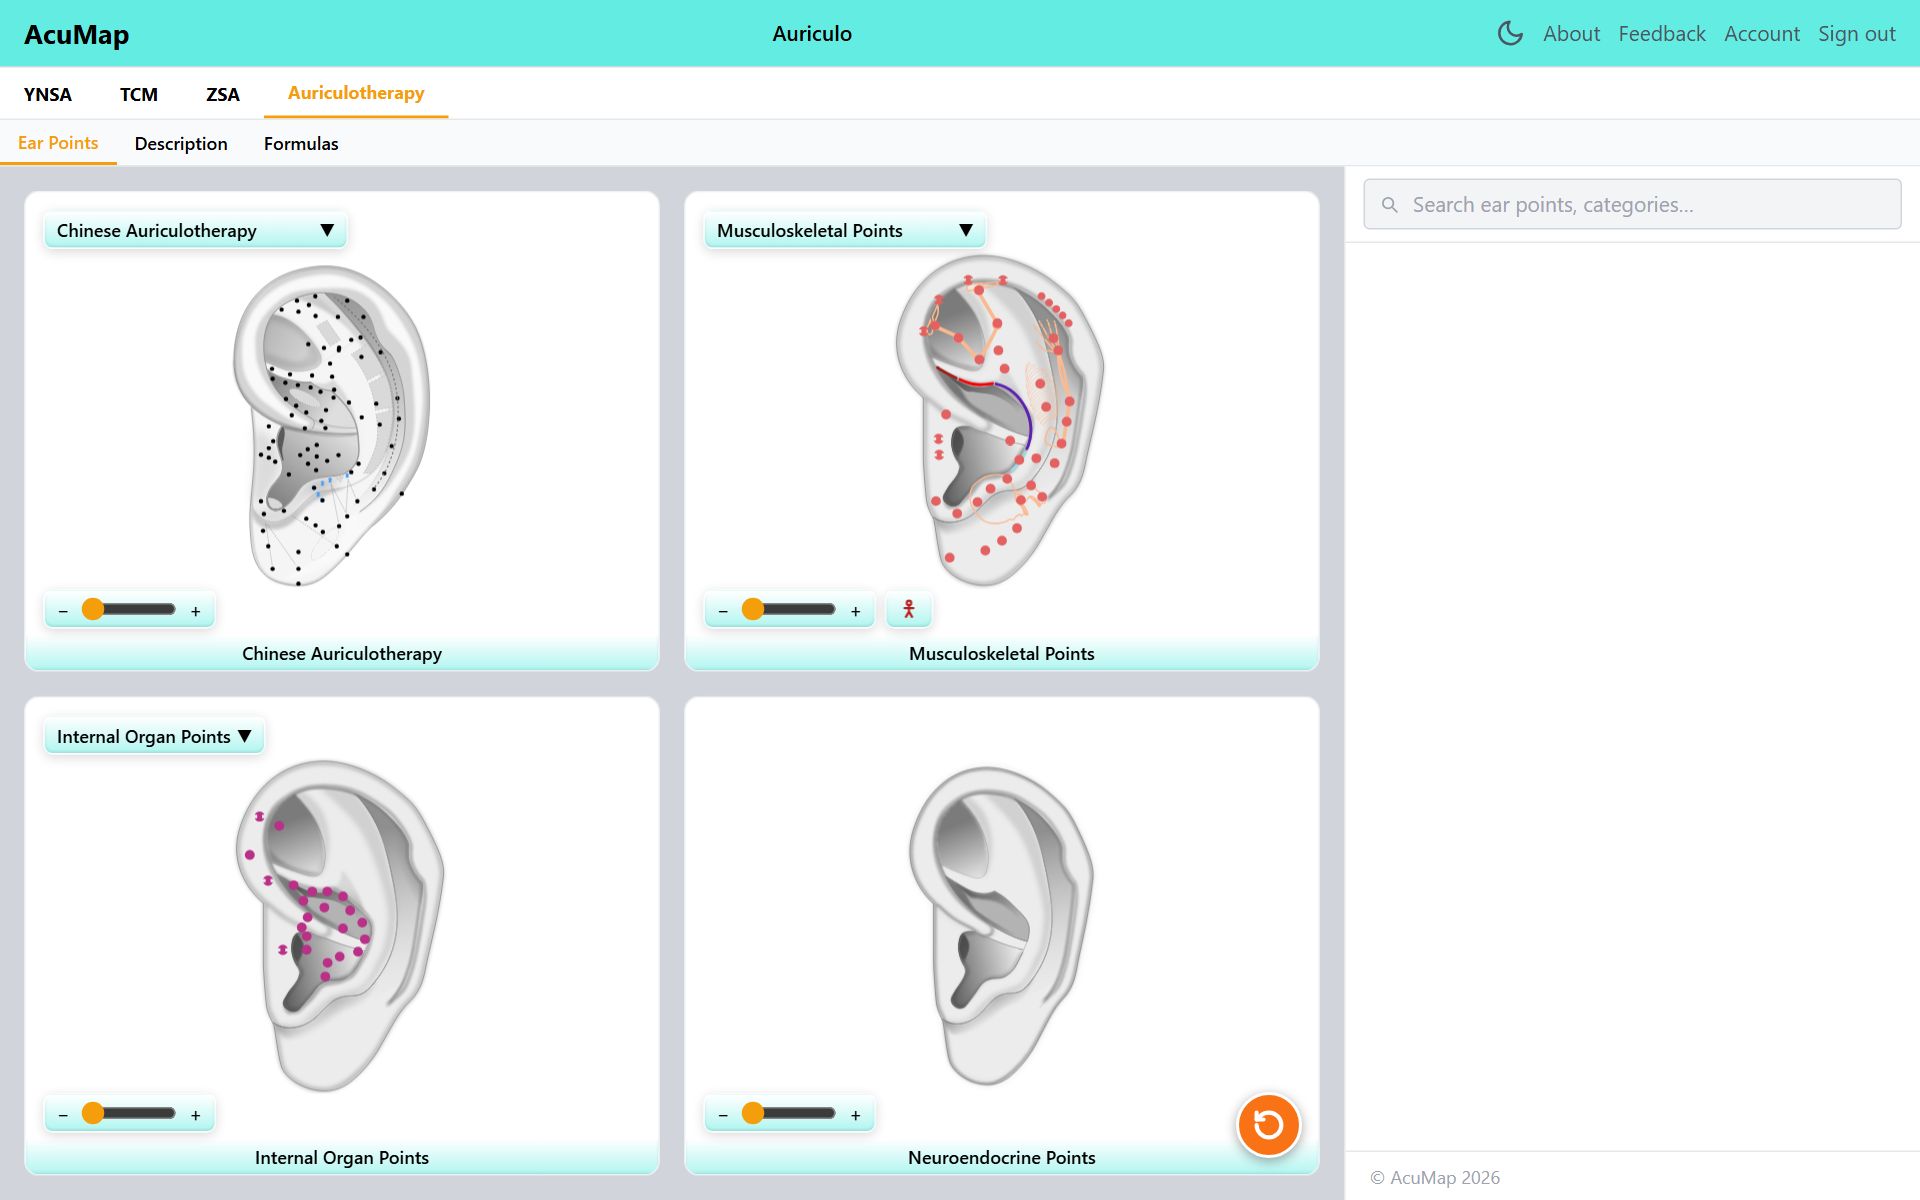 AcuMap
Auriculo
About Feedback Account Sign out
YNSA TCM ZSA Auriculotherapy
Ear Points Description Formulas
Search ear points, categories...
Chinese Auriculotherapy ▼
Musculoskeletal Points ▼
− +
− +
Chinese Auriculotherapy
Musculoskeletal Points
Internal Organ Points ▼
− +
− +
Internal Organ Points
Neuroendocrine Points
© AcuMap 2026